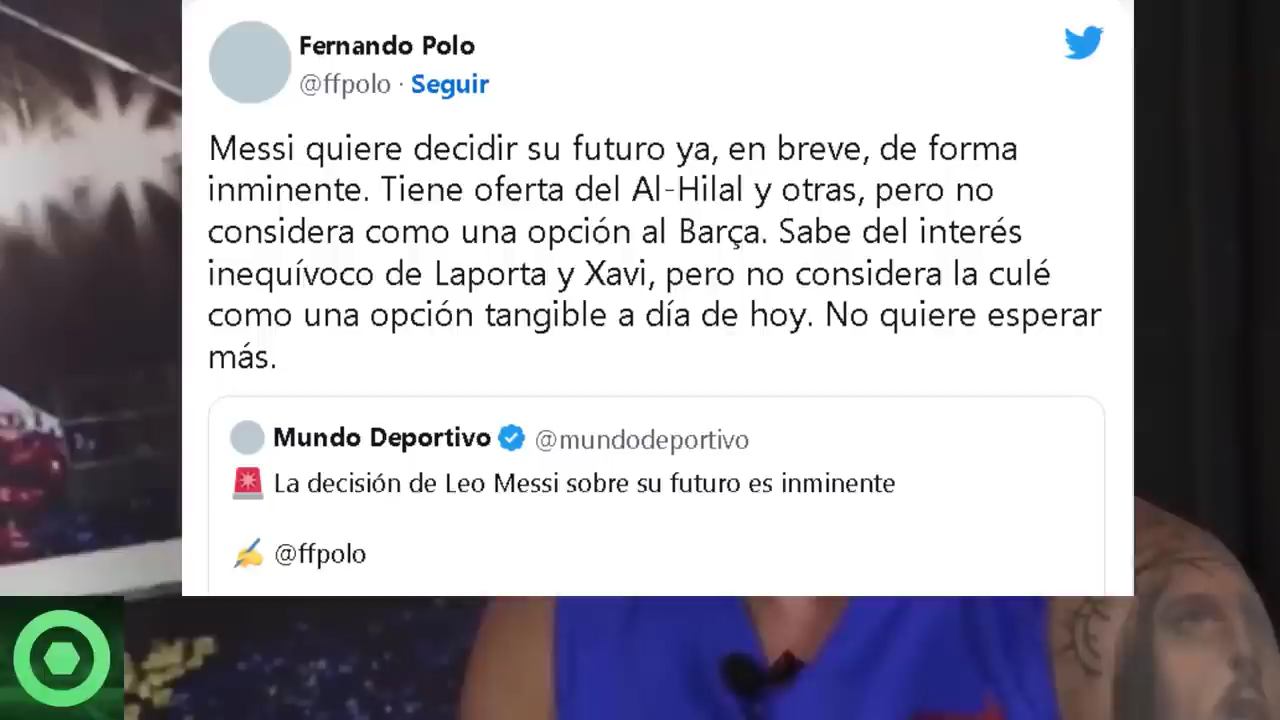 Fernando Polo
@ffpolo · Seguir
Messi quiere decidir su futuro ya, en breve, de forma
inminente. Tiene oferta del Al-Hilal y otras, pero no
considera como una opción al Barça. Sabe del interés
inequívoco de Laporta y Xavi, pero no considera la culé
como una opción tangible a día de hoy. No quiere esperar
más.
Mundo Deportivo @mundodeportivo
🚨 La decisión de Leo Messi sobre su futuro es inminente
✍️ @ffpolo